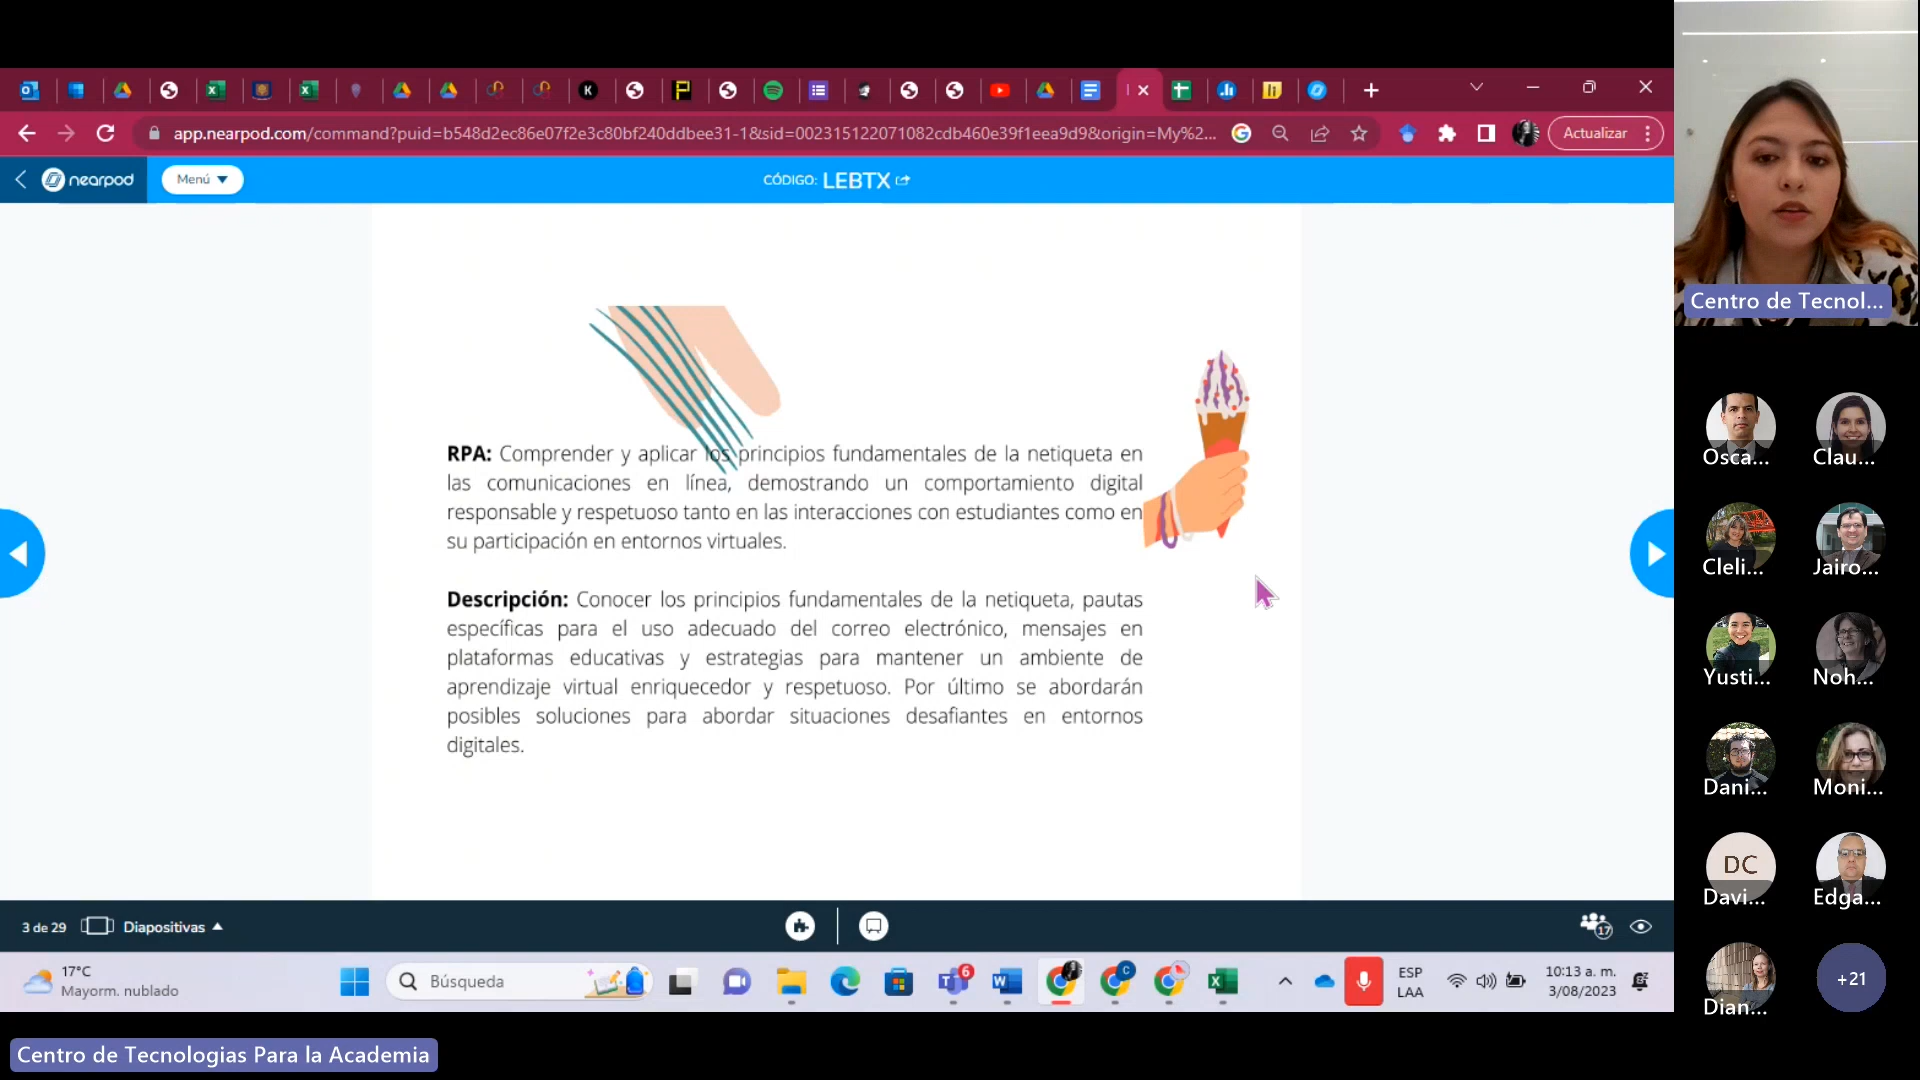 app.nearpod.com/command?puid=b548d2ec86e07f2e3c80bf240ddbee31-1&sid=002315122071082cdb460e39f1eea9d9&origin=My%2...
Actualizar
nearpod
Menú
CÓDIGO: LEBTX
RPA: Comprender y aplicar los principios fundamentales de la netiqueta en
las comunicaciones en línea, demostrando un comportamiento digital
responsable y respetuoso tanto en las interacciones con estudiantes como en
su participación en entornos virtuales.
Descripción: Conocer los principios fundamentales de la netiqueta, pautas
específicas para el uso adecuado del correo electrónico, mensajes en
plataformas educativas y estrategias para mantener un ambiente de
aprendizaje virtual enriquecedor y respetuoso. Por último se abordarán
posibles soluciones para abordar situaciones desafiantes en entornos
digitales.
3 de 29
Diapositivas
17
17°C
Mayorm. nublado
Búsqueda
6
ESP
LAA
10:13 a. m.
3/08/2023
Centro de Tecnologias Para la Academia
Centro de Tecnol...
Osca...
Clau...
Cleli...
Jairo...
Yusti...
Noh...
Dani...
Moni...
DC
Davi...
Edga...
Dian...
+21